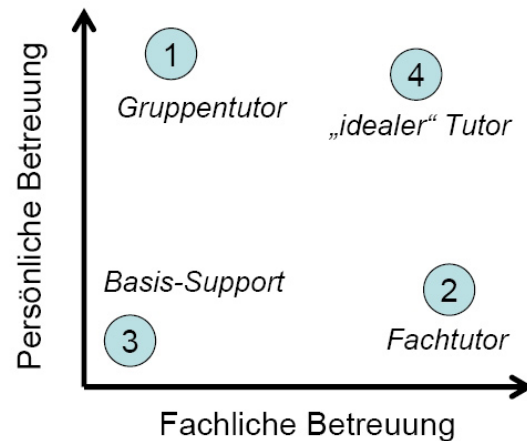 Persönliche Betreuung
1
Gruppentutor
4
„idealer“ Tutor
Basis-Support
3
2
Fachtutor
Fachliche Betreuung